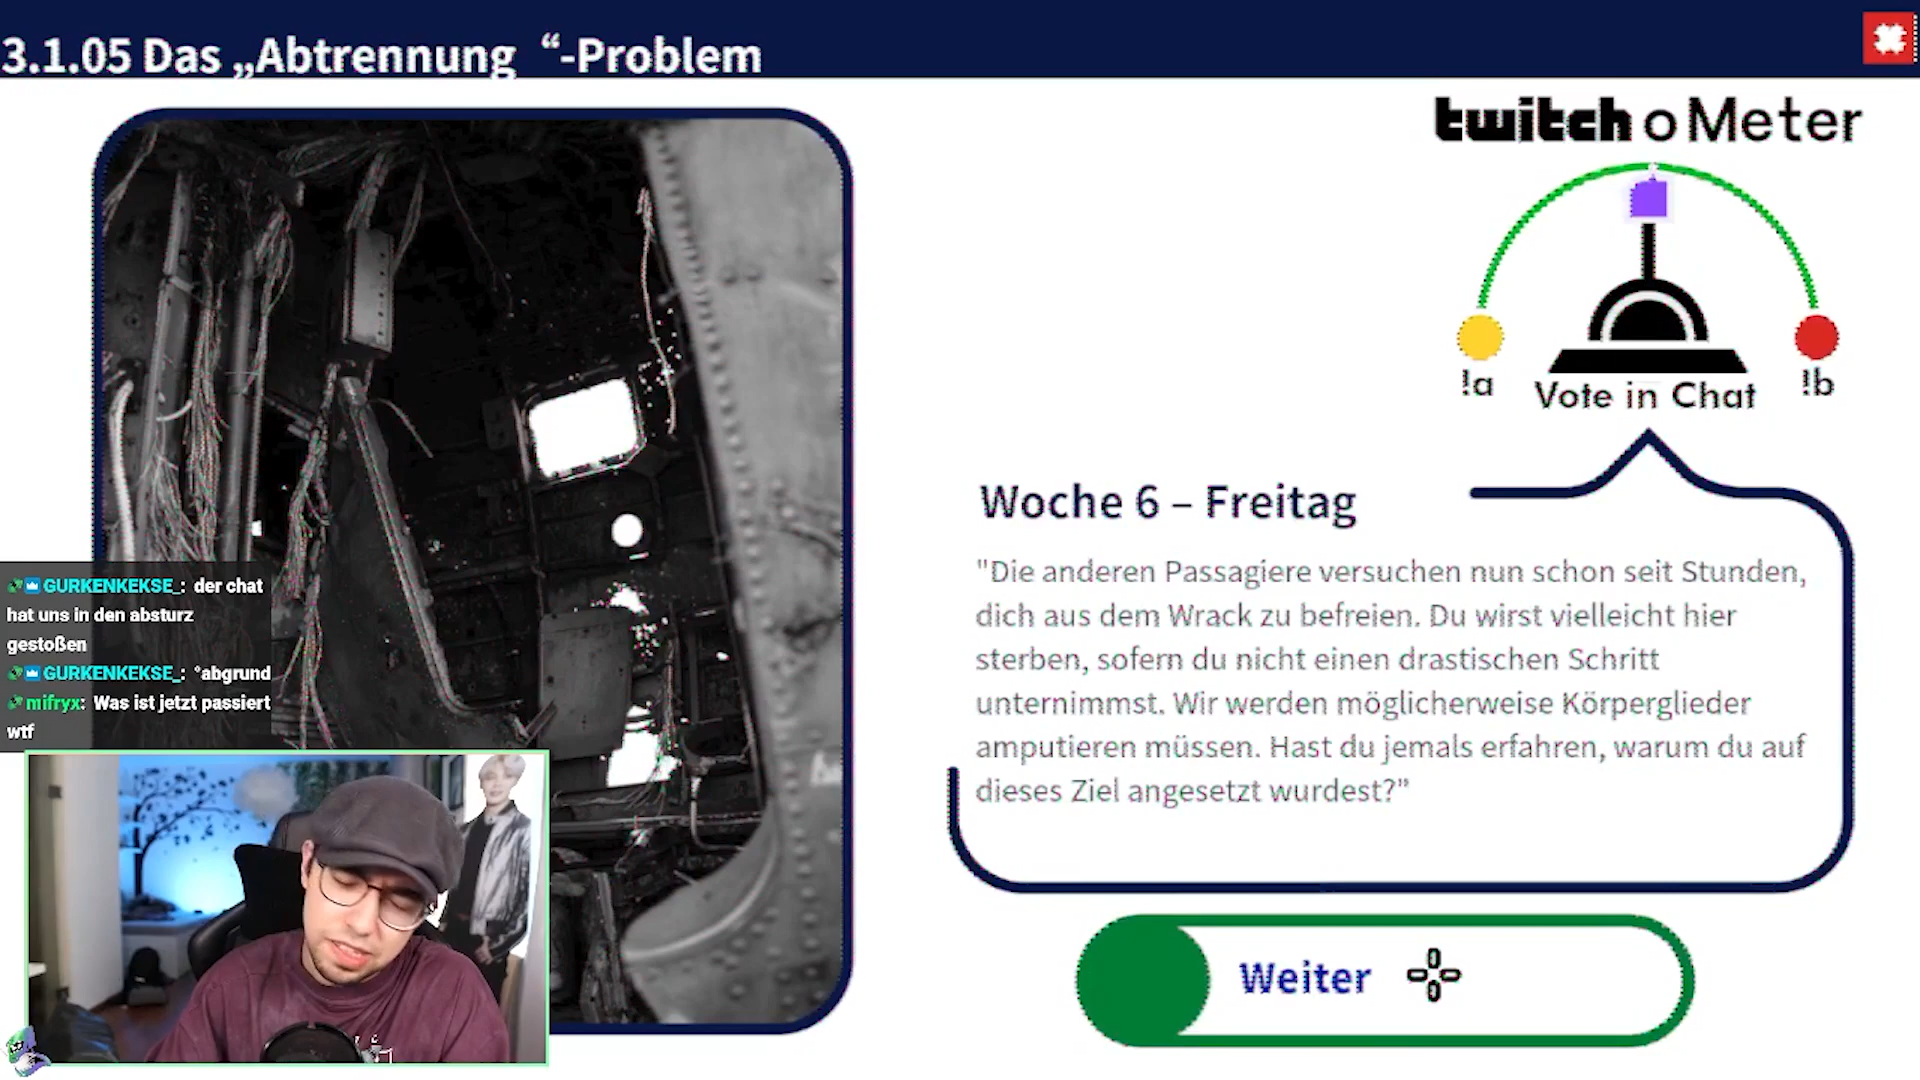 3.1.05 Das „Abtrennung “-Problem
twitch o Meter
!a
Vote in Chat
!b
Woche 6 – Freitag
"Die anderen Passagiere versuchen nun schon seit Stunden,
dich aus dem Wrack zu befreien. Du wirst vielleicht hier
sterben, sofern du nicht einen drastischen Schritt
unternimmst. Wir werden möglicherweise Körperglieder
amputieren müssen. Hast du jemals erfahren, warum du auf
dieses Ziel angesetzt wurdest?”
Weiter
GURKENKEKSE_: der chat
hat uns in den absturz
gestoßen
GURKENKEKSE_: *abgrund
mifryx: Was ist jetzt passiert
wtf